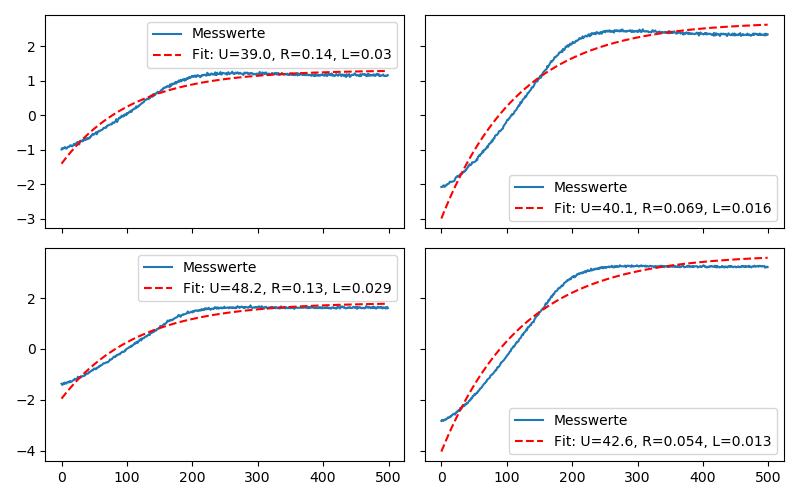 Messwerte
Fit: U=39.0, R=0.14, L=0.03
2
1
0
−1
−2
−3
Messwerte
Fit: U=40.1, R=0.069, L=0.016
Messwerte
Fit: U=48.2, R=0.13, L=0.029
2
0
−2
−4
0 100 200 300 400 500
Messwerte
Fit: U=42.6, R=0.054, L=0.013
0 100 200 300 400 500